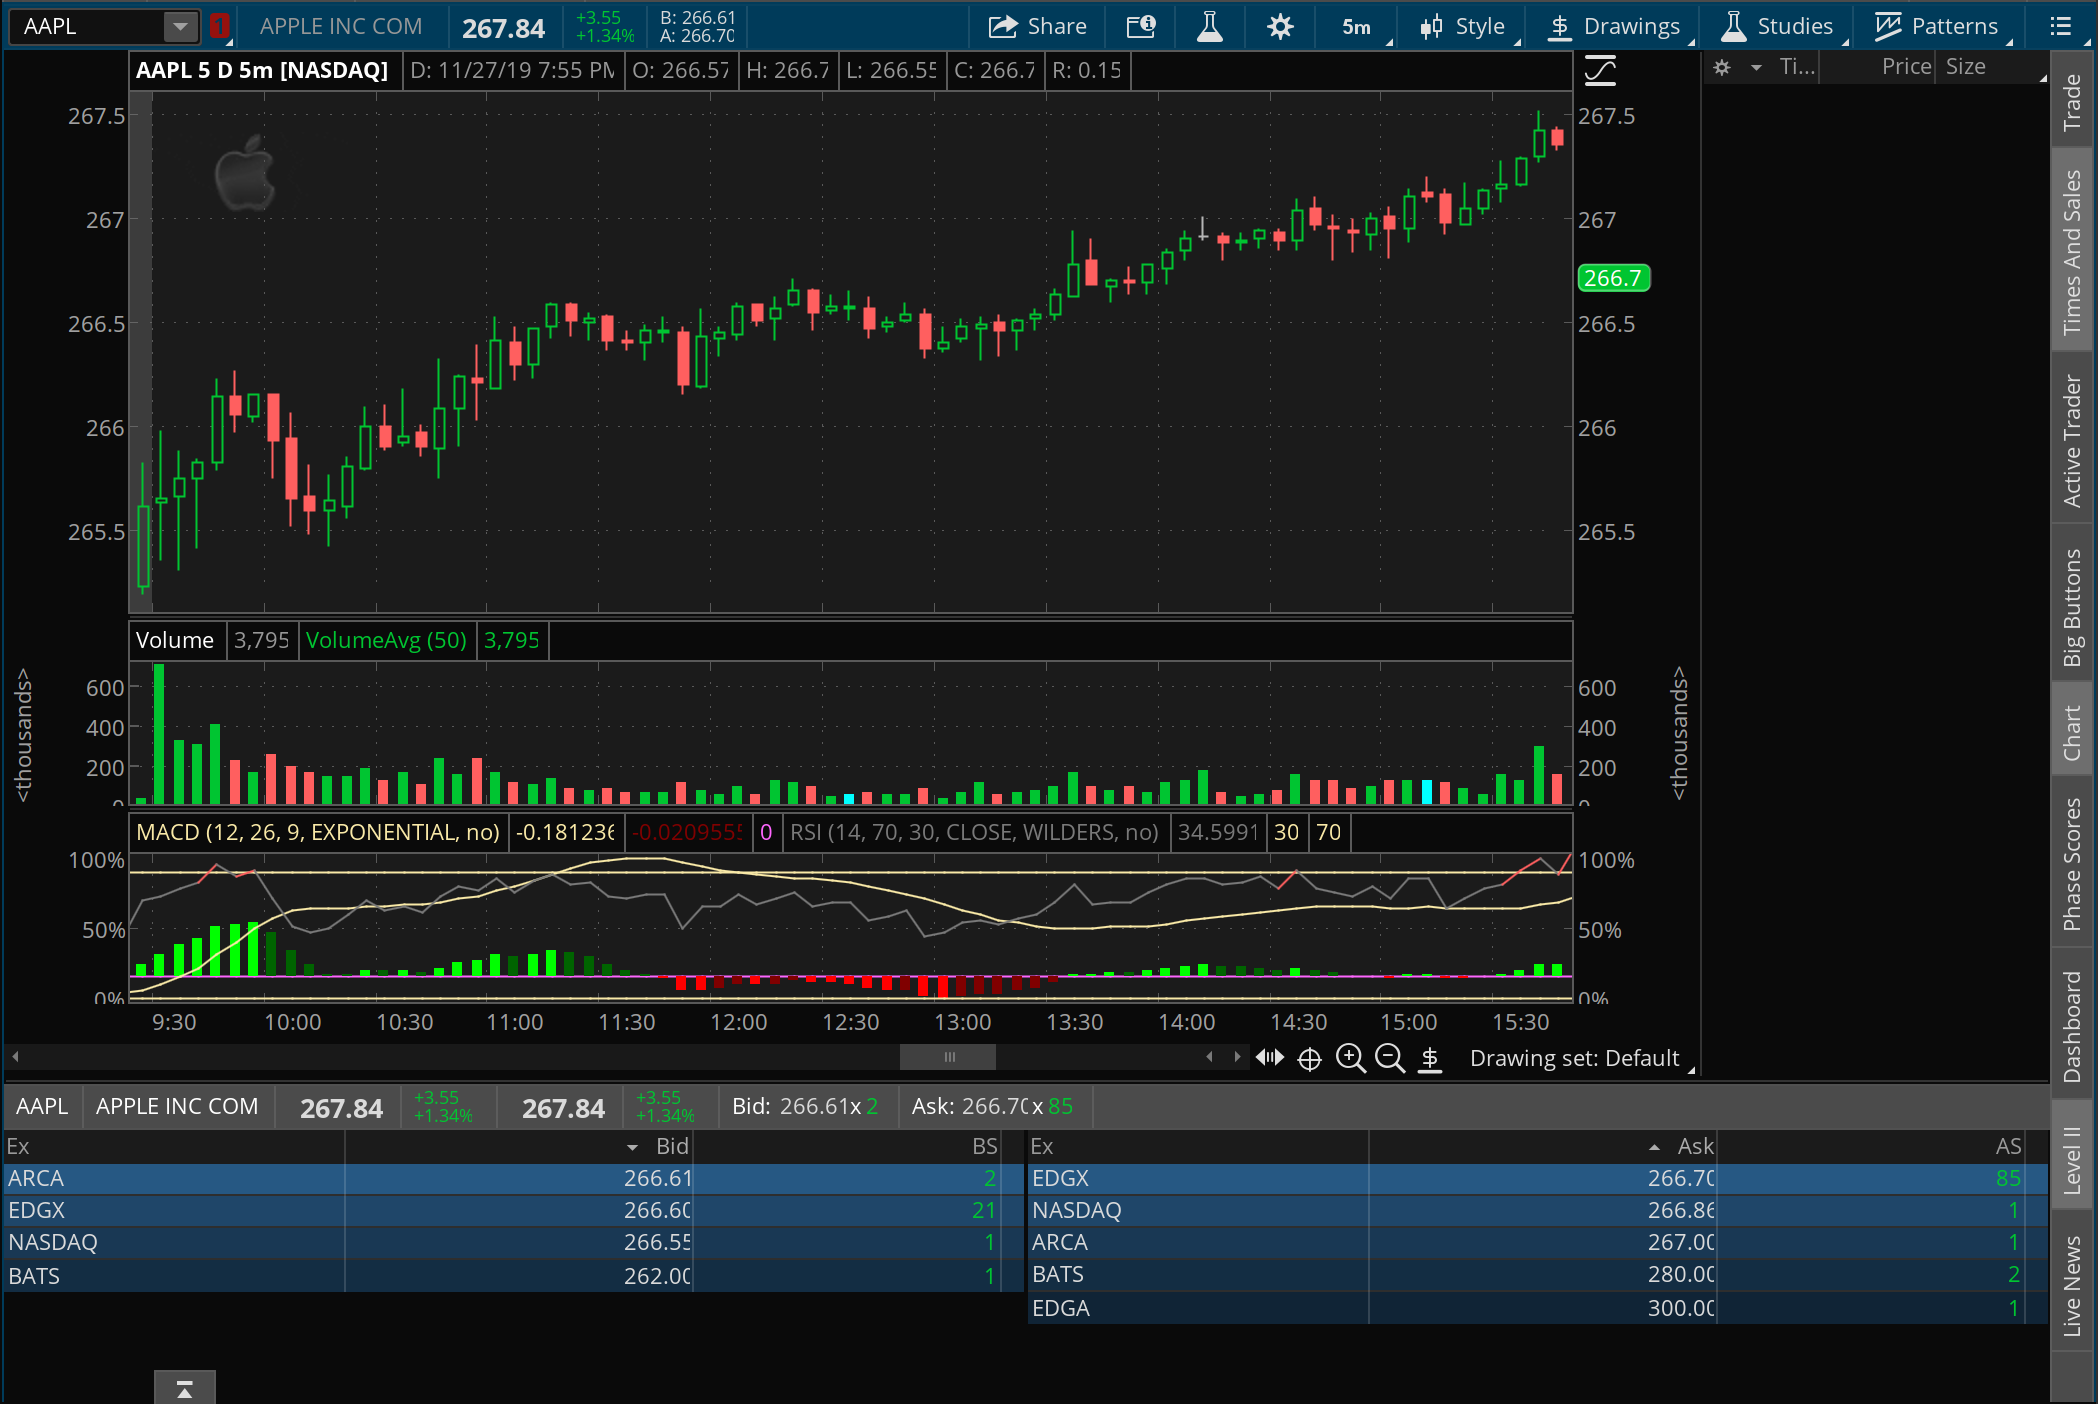 AAPL 1 APPLE INC COM 267.84 +3.55 +1.34% B: 266.61 A: 266.70 Share 5m Style Drawings Studies Patterns
AAPL 5 D 5m [NASDAQ] D: 11/27/19 7:55 PM O: 266.57 H: 266.7 L: 266.55 C: 266.7 R: 0.15
Ti... Price Size
267.5 267.5
267 267
266.7
266.5 266.5
266 266
265.5 265.5
Volume 3,795 VolumeAvg (50) 3,795
<thousands> <thousands>
600 600
400 400
200 200
0 0
MACD (12, 26, 9, EXPONENTIAL, no) -0.181236 -0.0209555 0 RSI (14, 70, 30, CLOSE, WILDERS, no) 34.5991 30 70
100% 100%
50% 50%
0% 0%
9:30 10:00 10:30 11:00 11:30 12:00 12:30 13:00 13:30 14:00 14:30 15:00 15:30
Drawing set: Default
AAPL APPLE INC COM 267.84 +3.55 +1.34% 267.84 +3.55 +1.34% Bid: 266.61 x 2 Ask: 266.70 x 85
Ex Bid BS Ex Ask AS
ARCA 266.61 2 EDGX 266.70 85
EDGX 266.60 21 NASDAQ 266.86 1
NASDAQ 266.55 1 ARCA 267.00 1
BATS 262.00 1 BATS 280.00 2
EDGA 300.00 1
Trade
Times And Sales
Active Trader
Big Buttons
Chart
Phase Scores
Dashboard
Level II
Live News